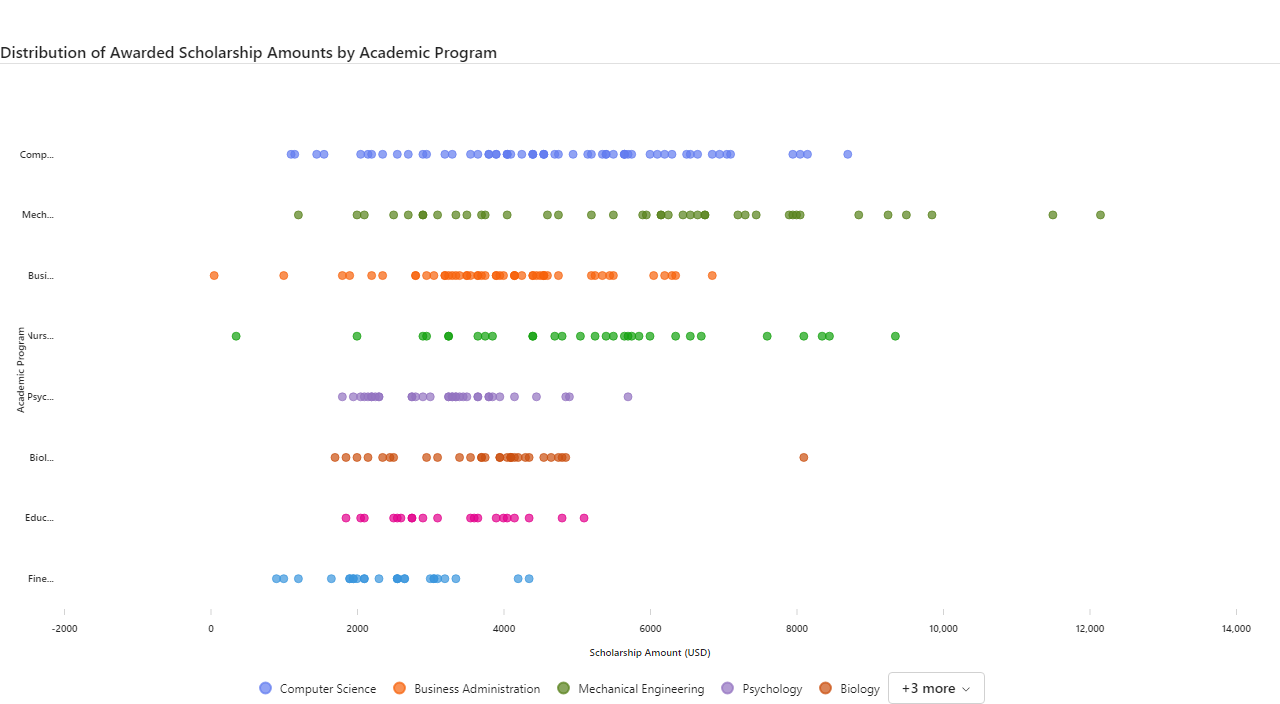 Distribution of Awarded Scholarship Amounts by Academic Program
Comp...
Mech...
Busi...
Nurs...
Psyc...
Biol...
Educ...
Fine...
Academic Program
-2000 0 2000 4000 6000 8000 10,000 12,000 14,000
Scholarship Amount (USD)
Computer Science Business Administration Mechanical Engineering Psychology Biology +3 more